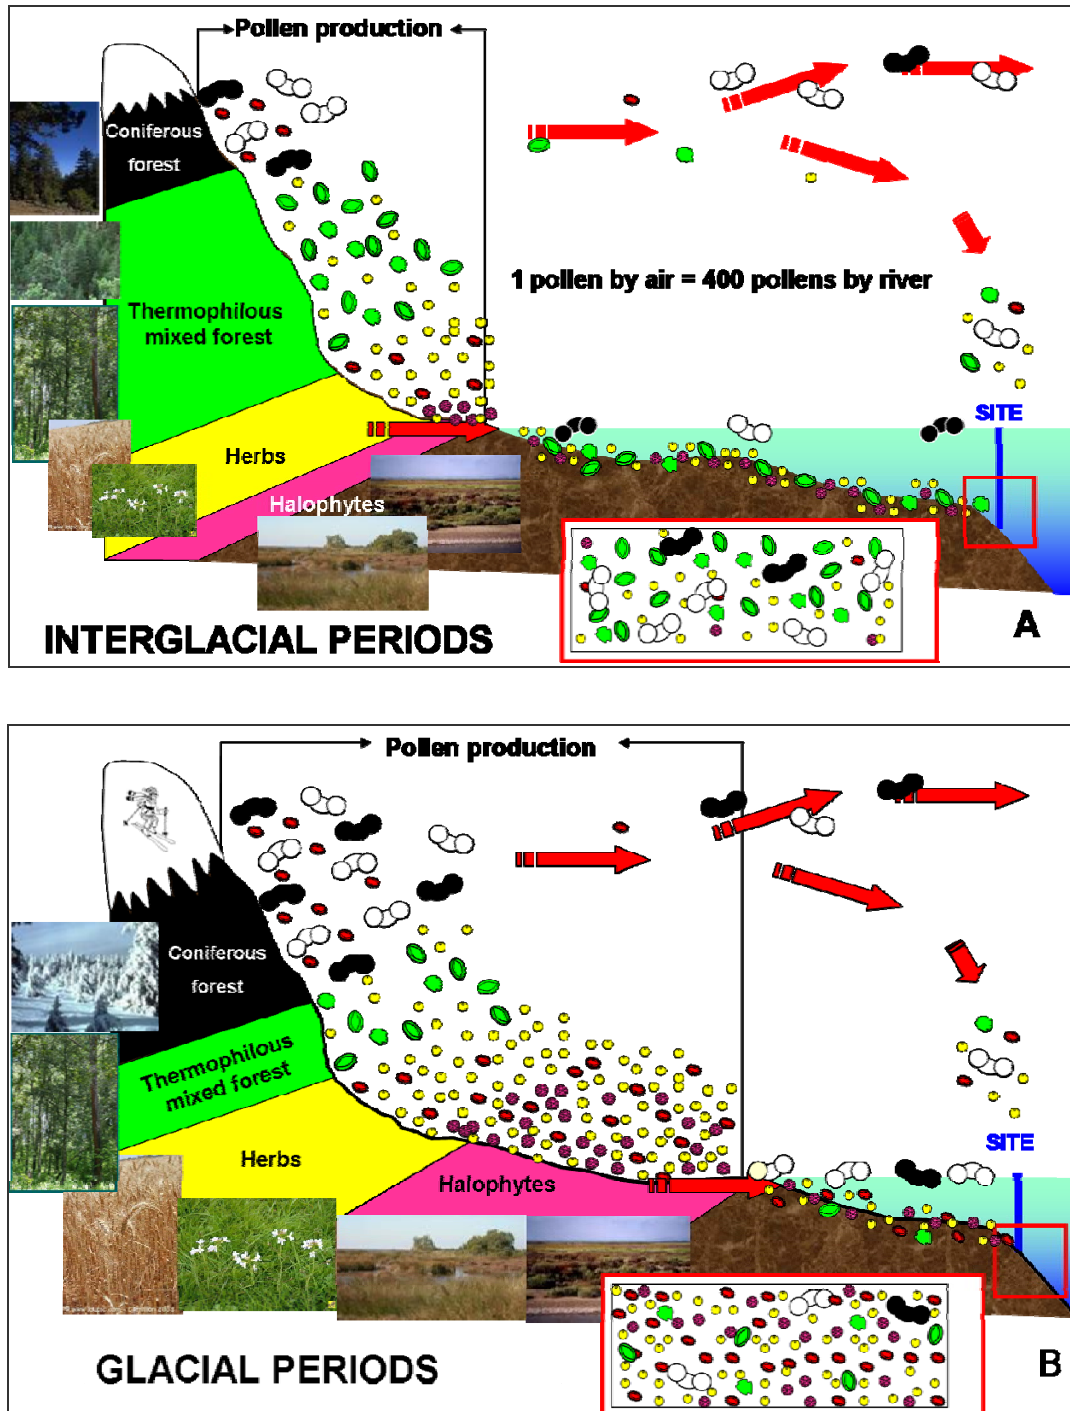 Pollen production
Coniferous
forest
1 pollen by air = 400 pollens by river
Thermophilous
mixed forest
SITE
Herbs
Halophytes
INTERGLACIAL PERIODS
A
Pollen production
Coniferous
forest
Thermophilous
mixed forest
SITE
Herbs
Halophytes
GLACIAL PERIODS
B